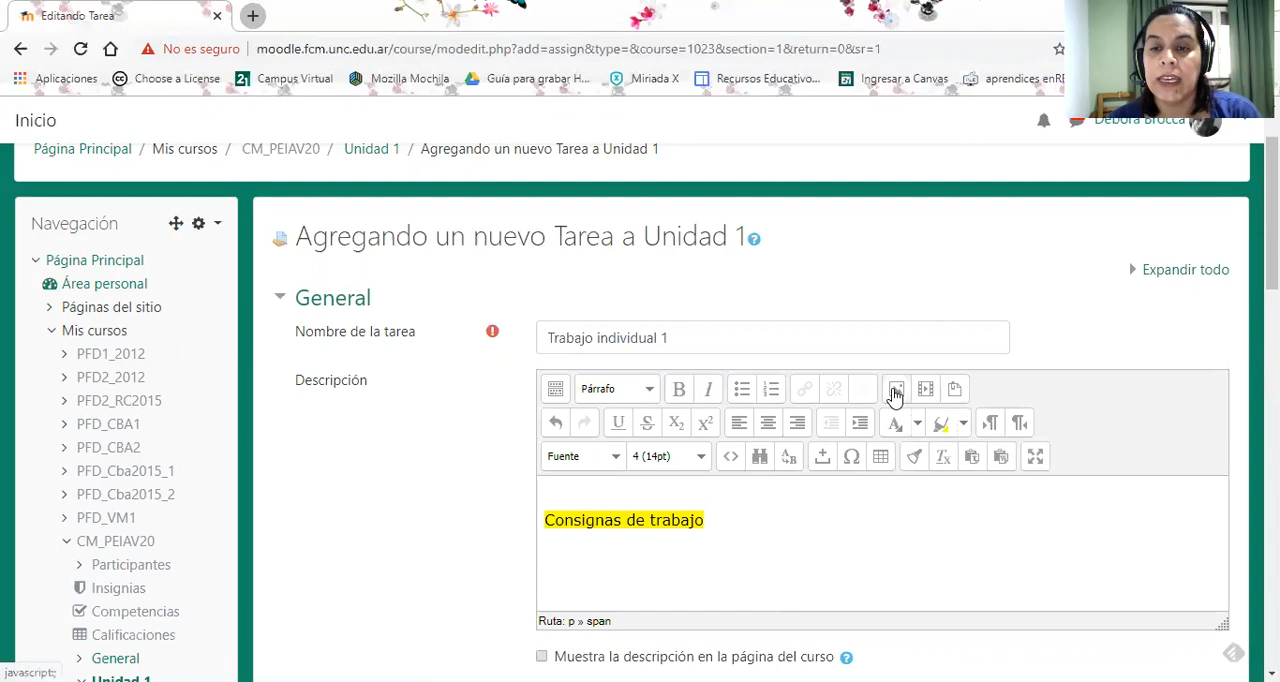 Editando Tarea
No es seguro
moodle.fcm.unc.edu.ar/course/modedit.php?add=assign&type=&course=1023&section=1&return=0&sr=1
Aplicaciones Choose a License Campus Virtual Mozilla Mochila Guía para grabar H... Miriada X Recursos Educativo... Ingresar a Canvas aprendices enRE
Inicio
Debora Brocca
Página Principal / Mis cursos / CM_PEIAV20 / Unidad 1 / Agregando un nuevo Tarea a Unidad 1
Navegación
Página Principal
Área personal
Páginas del sitio
Mis cursos
PFD1_2012
PFD2_2012
PFD2_RC2015
PFD_CBA1
PFD_CBA2
PFD_Cba2015_1
PFD_Cba2015_2
PFD_VM1
CM_PEIAV20
Participantes
Insignias
Competencias
Calificaciones
General
Unidad 1
Agregando un nuevo Tarea a Unidad 1
Expandir todo
General
Nombre de la tarea
Trabajo individual 1
Descripción
Párrafo
Fuente
4 (14pt)
Consignas de trabajo
Ruta: p » span
Muestra la descripción en la página del curso
javascript:;